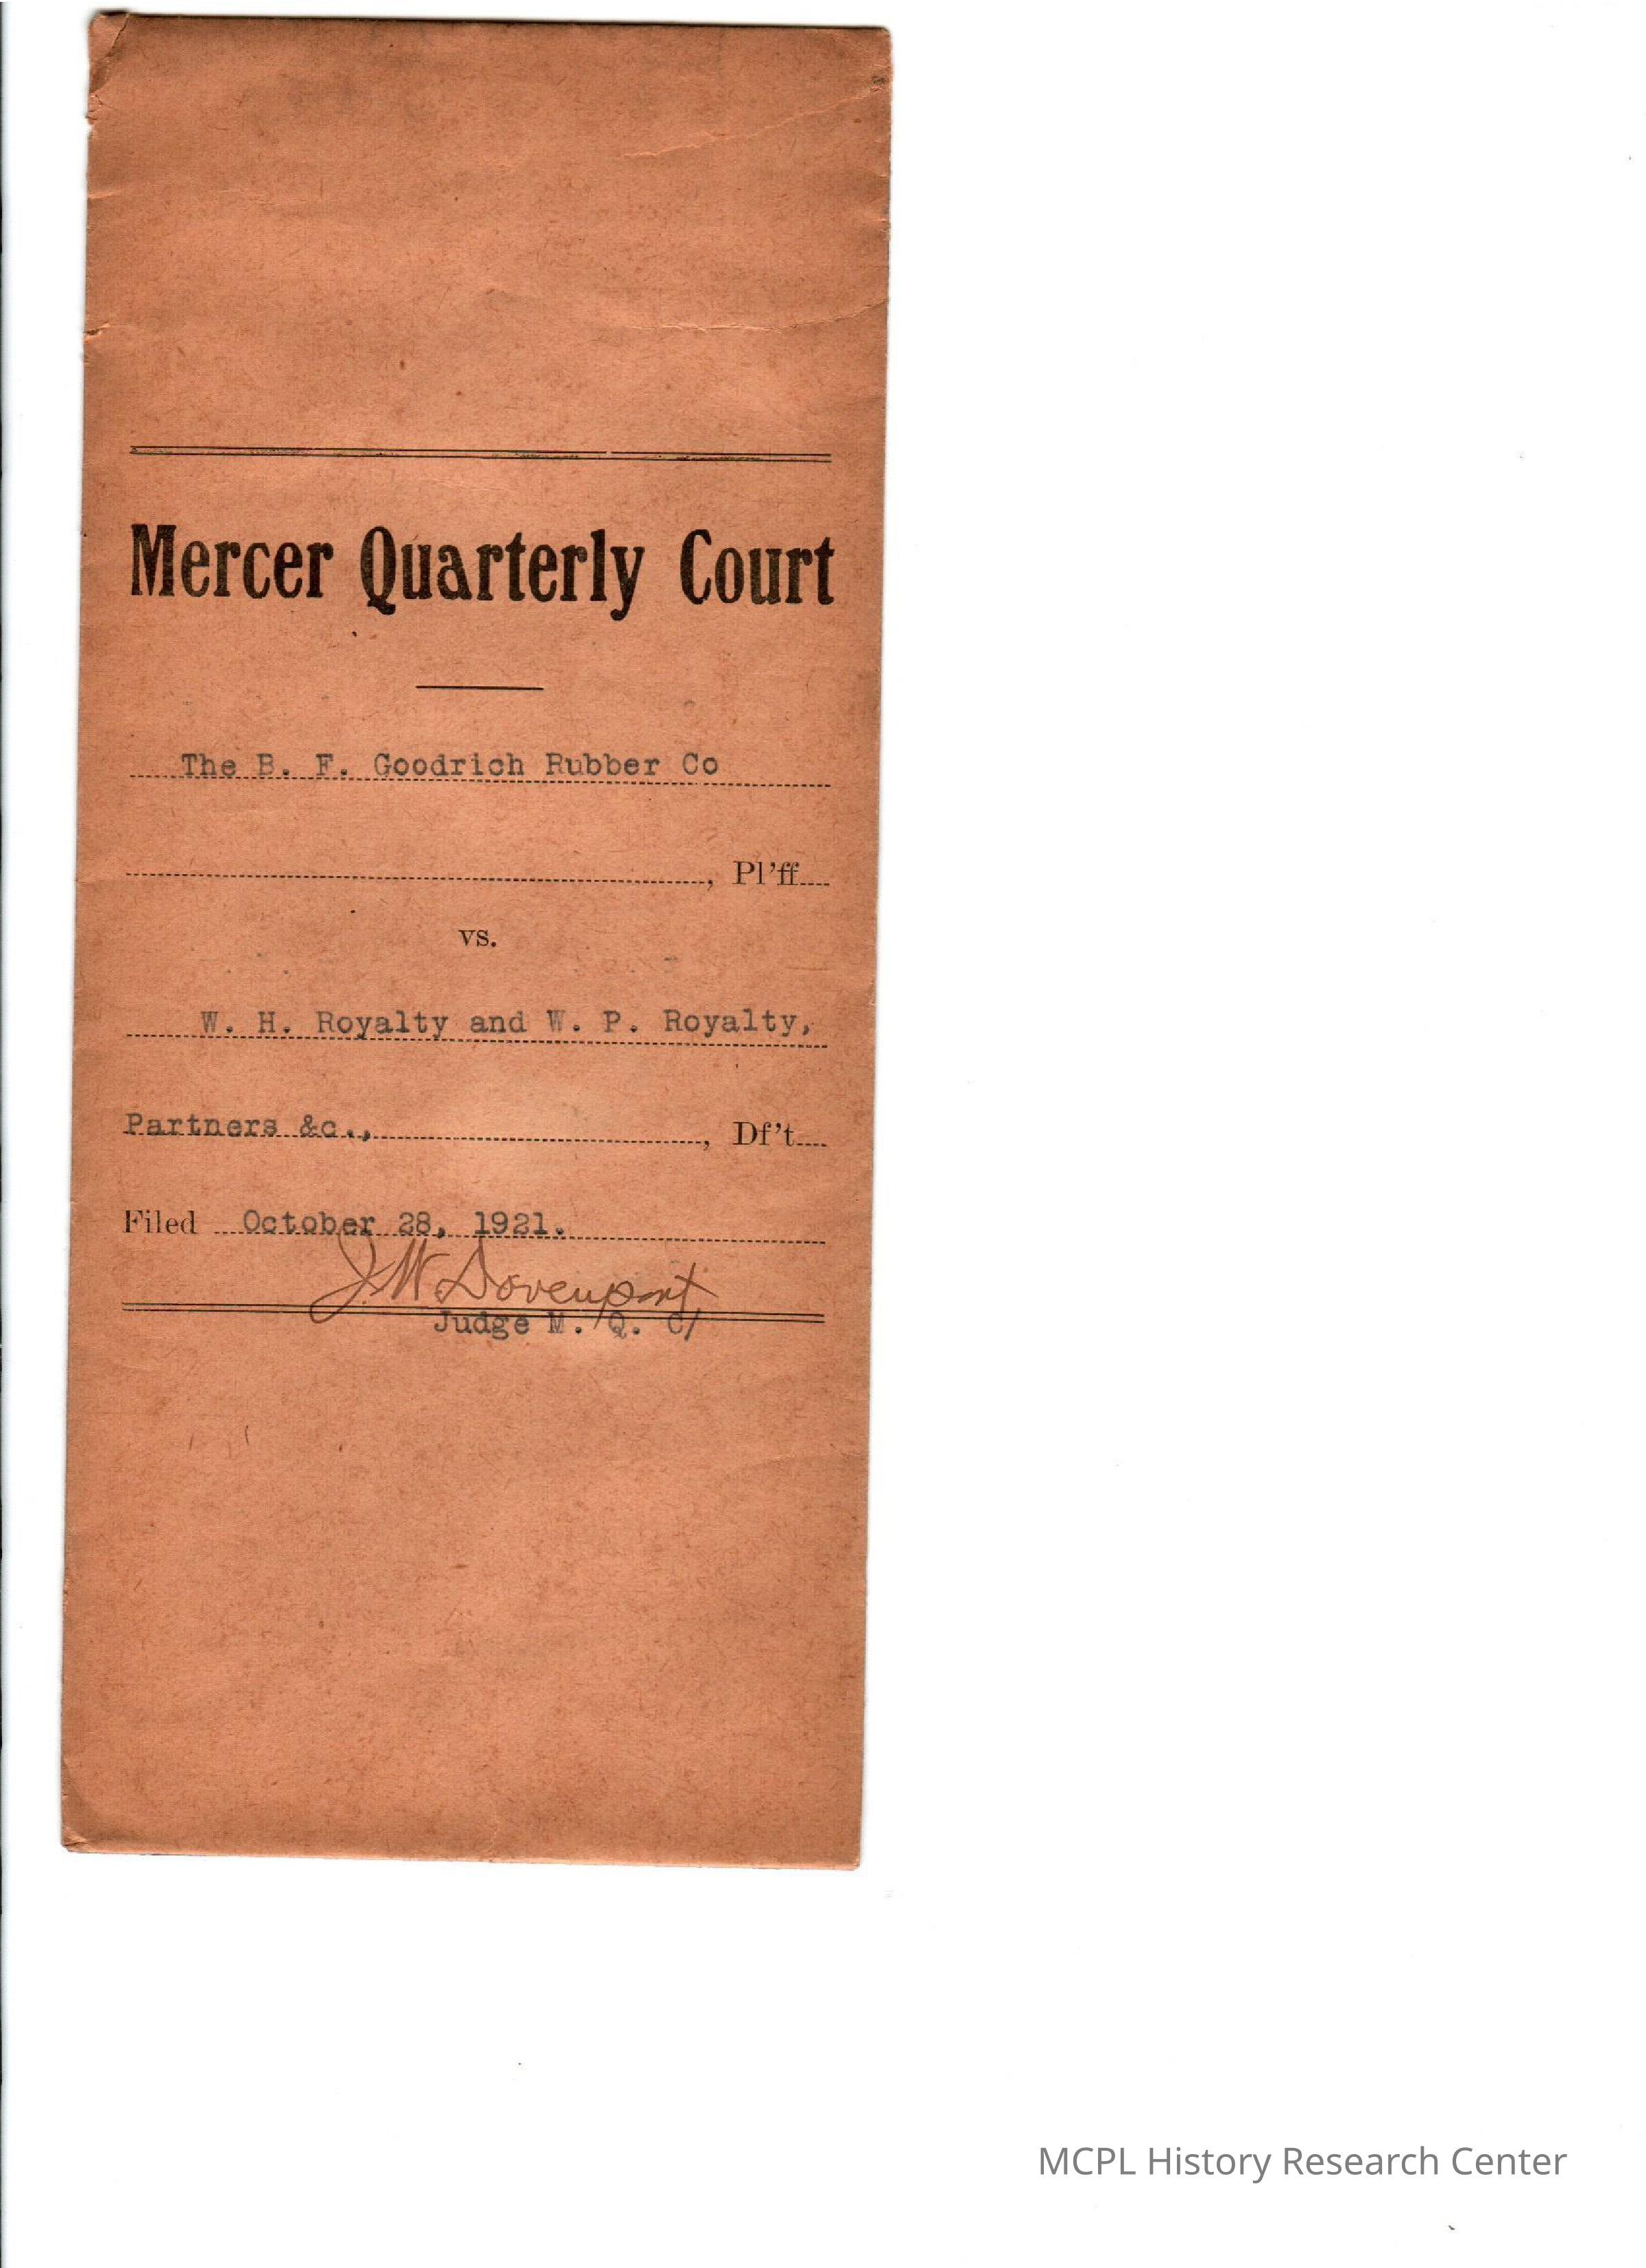 Mercer Quarterly Court
The B. F. Goodrich Rubber Co
, Pl'ff
vs.
W. H. Royalty and W. P. Royalty,
Partners &c., , Df't
Filed October 28, 1921.
J. W. Davenport
Judge M. Q. C/
MCPL History Research Center